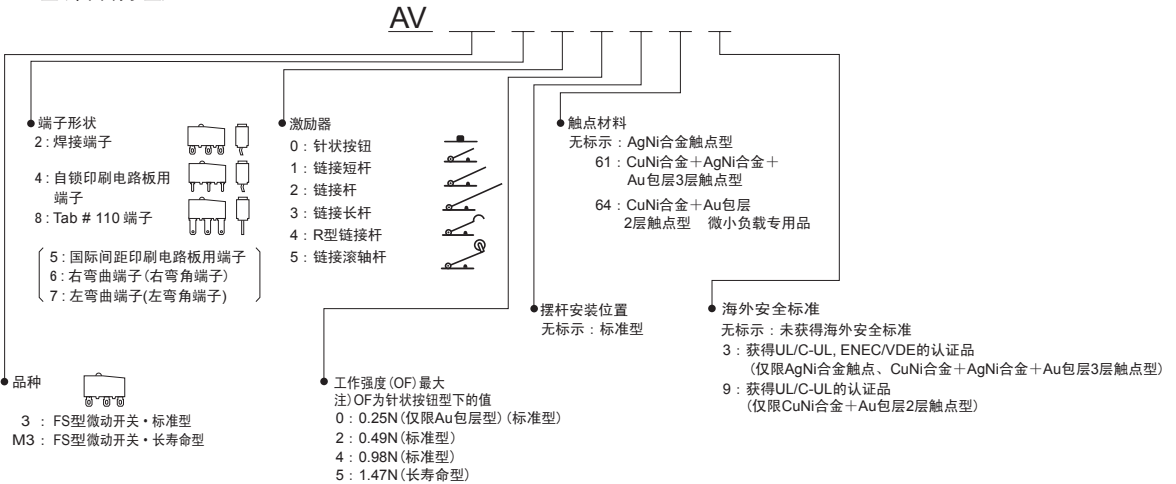 AV
端子形状
2 : 焊接端子
4 : 自锁印刷电路板用
端子
8 : Tab # 110 端子
5 : 国际间距印刷电路板用端子
6 : 右弯曲端子(右弯角端子)
7 : 左弯曲端子(左弯角端子)
激励器
0 : 针状按钮
1 : 链接短杆
2 : 链接杆
3 : 链接长杆
4 : R型链接杆
5 : 链接滚轴杆
触点材料
无标示 : AgNi合金触点型
61 : CuNi合金+AgNi合金+
Au包层3层触点型
64 : CuNi合金+Au包层
2层触点型 微小负载专用品
摆杆安装位置
无标示 : 标准型
海外安全标准
无标示 : 未获得海外安全标准
3 : 获得UL/C-UL, ENEC/VDE的认证品
(仅限AgNi合金触点、CuNi合金+AgNi合金+Au包层3层触点型)
9 : 获得UL/C-UL的认证品
(仅限CuNi合金+Au包层2层触点型)
品种
3 : FS型微动开关・标准型
M3 : FS型微动开关・长寿命型
工作强度(OF)最大
注)OF为针状按钮型下的值
0 : 0.25N(仅限Au包层型)(标准型)
2 : 0.49N(标准型)
4 : 0.98N(标准型)
5 : 1.47N(长寿命型)